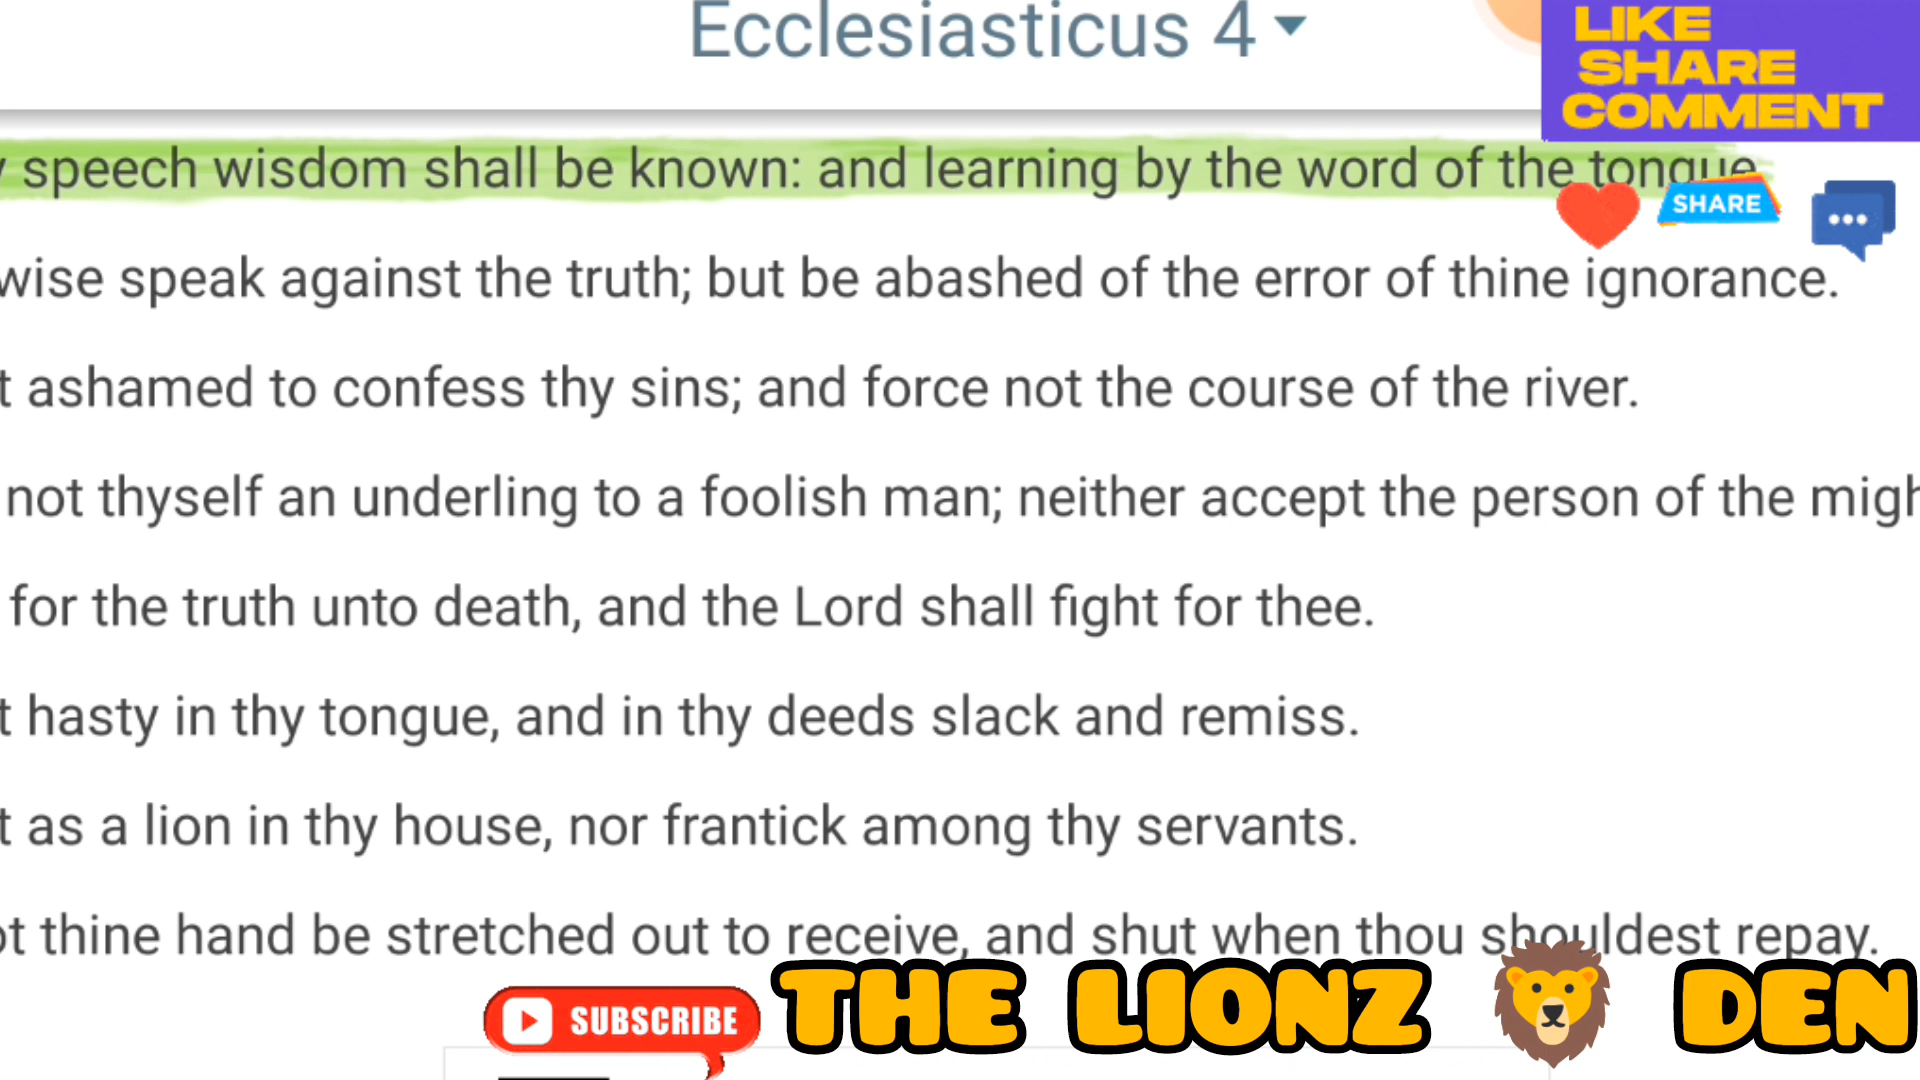 Ecclesiasticus 4
LIKE
SHARE
COMMENT
speech wisdom shall be known: and learning by the word of the tongue
SHARE
wise speak against the truth; but be abashed of the error of thine ignorance.
t ashamed to confess thy sins; and force not the course of the river.
not thyself an underling to a foolish man; neither accept the person of the migh
for the truth unto death, and the Lord shall fight for thee.
t hasty in thy tongue, and in thy deeds slack and remiss.
t as a lion in thy house, nor frantick among thy servants.
ot thine hand be stretched out to receive, and shut when thou shouldest repay.
SUBSCRIBE
THE LIONZ DEN